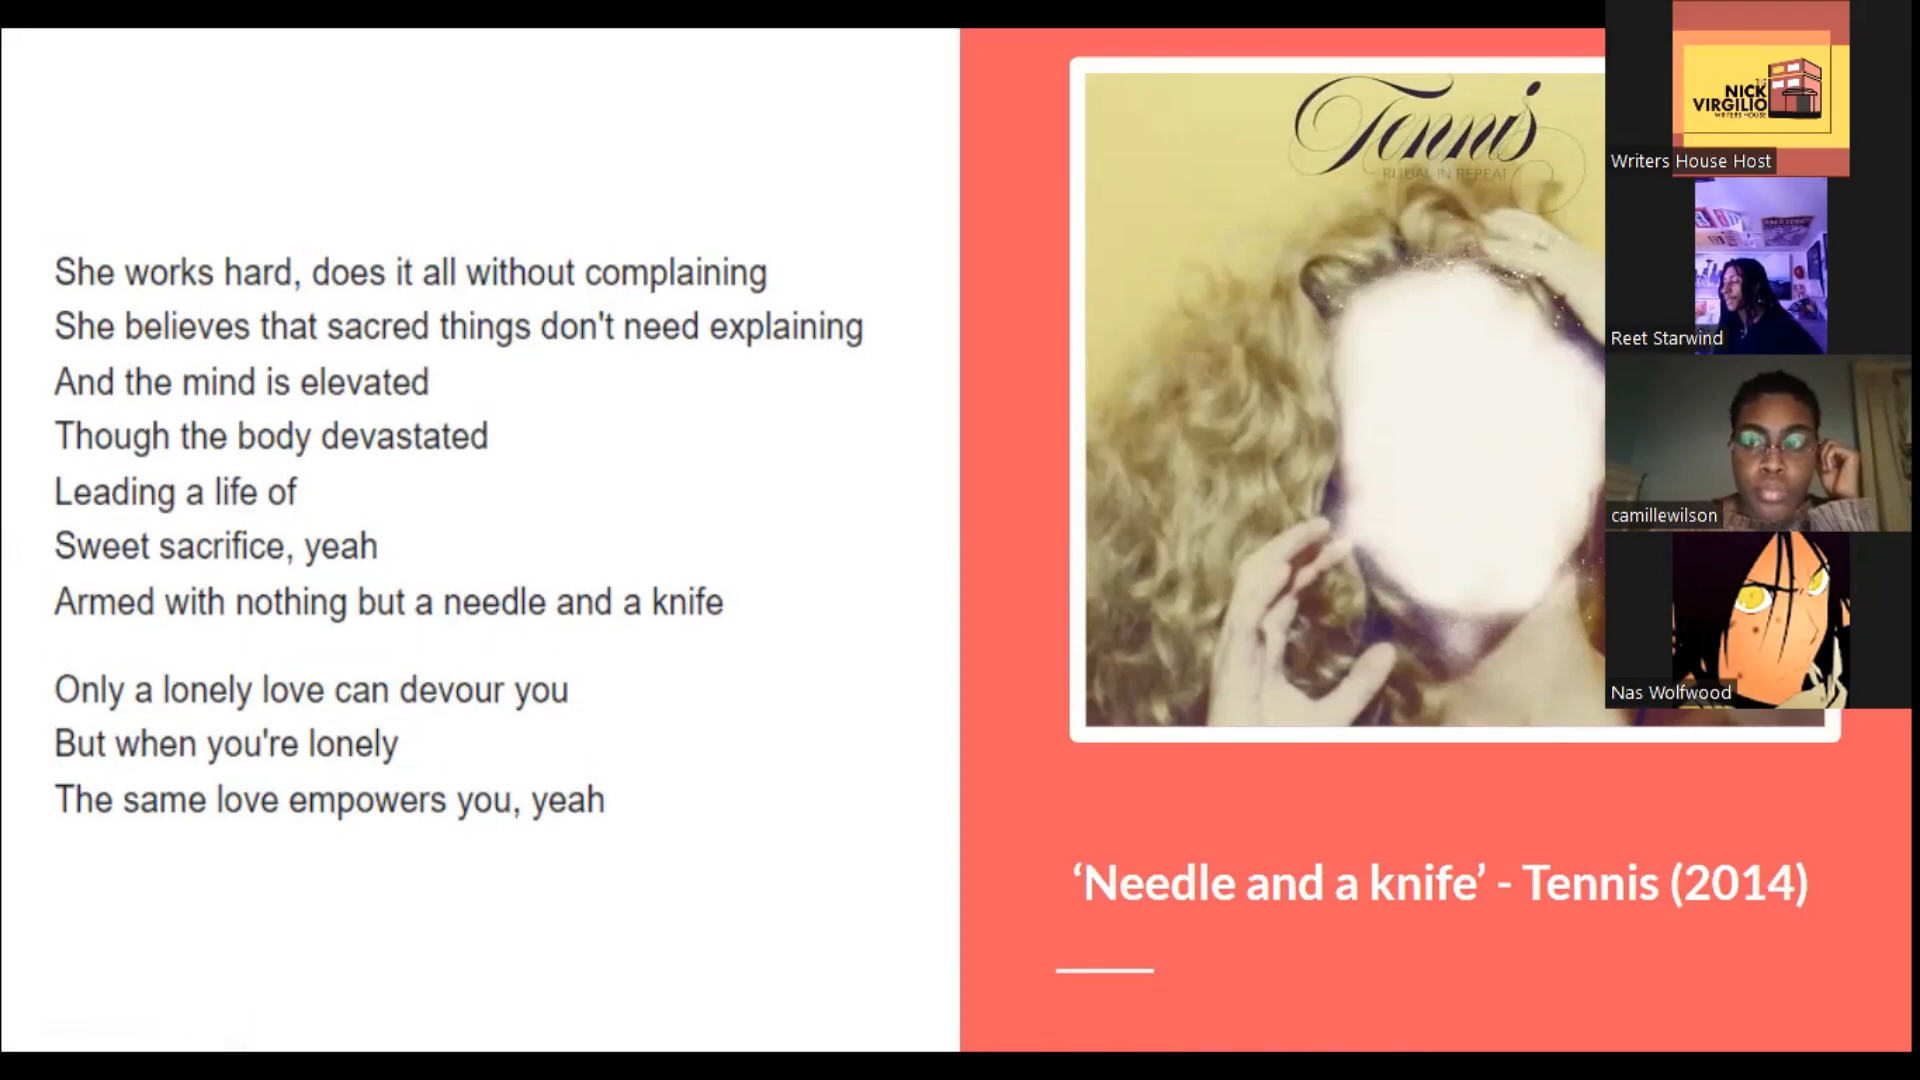 She works hard, does it all without complaining
She believes that sacred things don't need explaining
And the mind is elevated
Though the body devastated
Leading a life of
Sweet sacrifice, yeah
Armed with nothing but a needle and a knife
Only a lonely love can devour you
But when you're lonely
The same love empowers you, yeah
Tennis
RITUAL IN REPEAT
‘Needle and a knife’ - Tennis (2014)
NICK
VIRGILIO
WRITERS HOUSE
Writers House Host
Reet Starwind
camillewilson
Nas Wolfwood